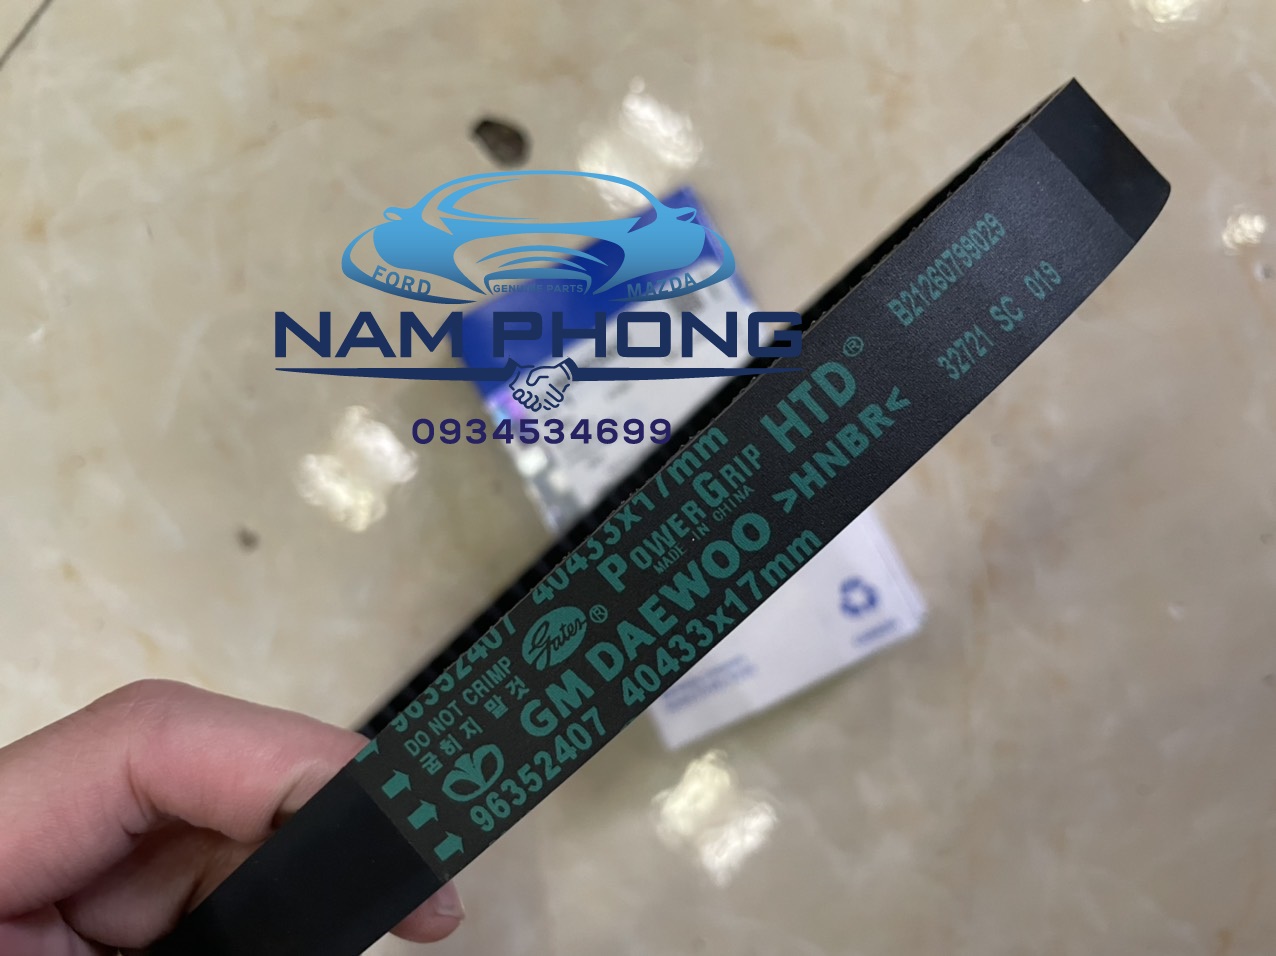 FORD
GENUINE PARTS
MAZDA
NAM PHONG
0934534699
B21260799029
32721 SC 019
96352407 40433x17mm
DO NOT CRIMP
굽히지 말것
Gates®
POWERGRIP HTD®
MADE IN CHINA
GM DAEWOO >HNBR<
96352407 40433x17mm